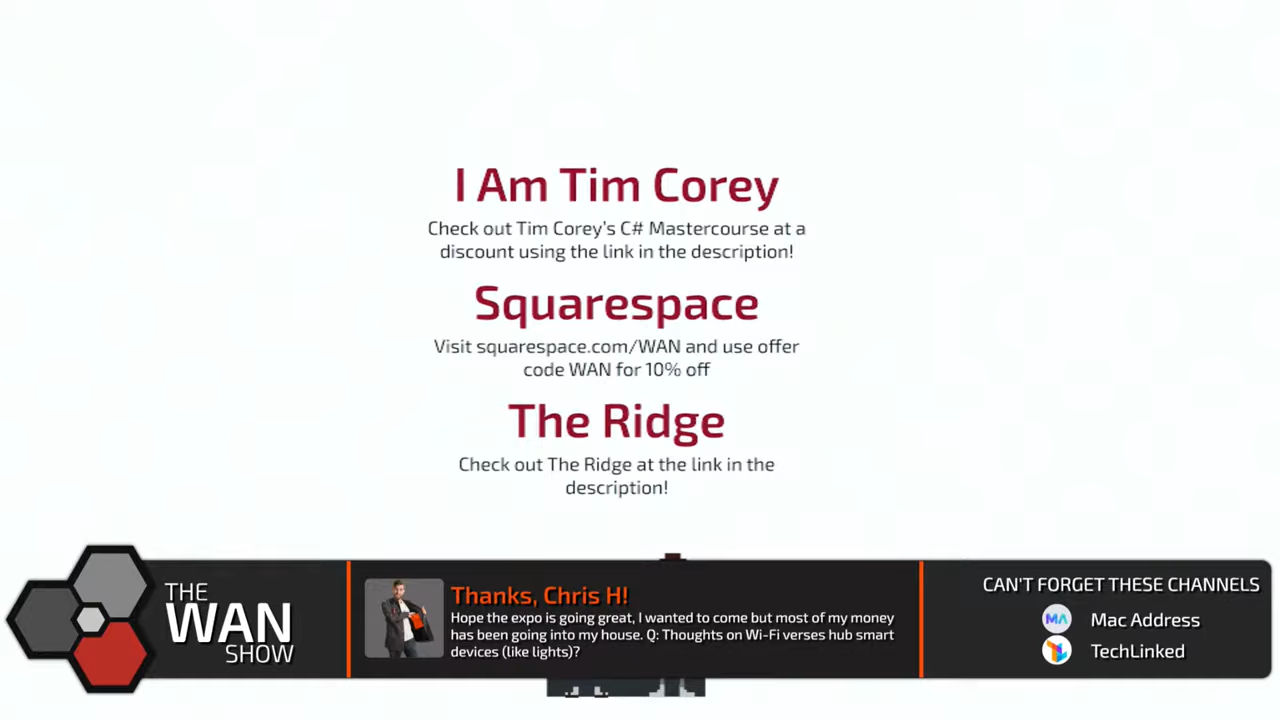 I Am Tim Corey
Check out Tim Corey's C# Mastercourse at a
discount using the link in the description!
Squarespace
Visit squarespace.com/WAN and use offer
code WAN for 10% off
The Ridge
Check out The Ridge at the link in the
description!
THE
WAN
SHOW
Thanks, Chris H!
Hope the expo is going great, I wanted to come but most of my money
has been going into my house. Q: Thoughts on Wi-Fi verses hub smart
devices (like lights)?
CAN'T FORGET THESE CHANNELS
MA
Mac Address
TechLinked